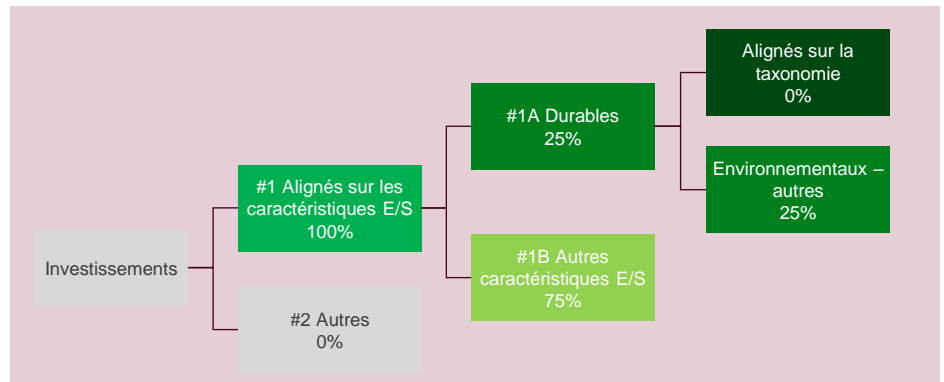 Investissements
#1 Alignés sur les
caractéristiques E/S
100%
#2 Autres
0%
#1A Durables
25%
#1B Autres
caractéristiques E/S
75%
Alignés sur la
taxonomie
0%
Environnementaux –
autres
25%